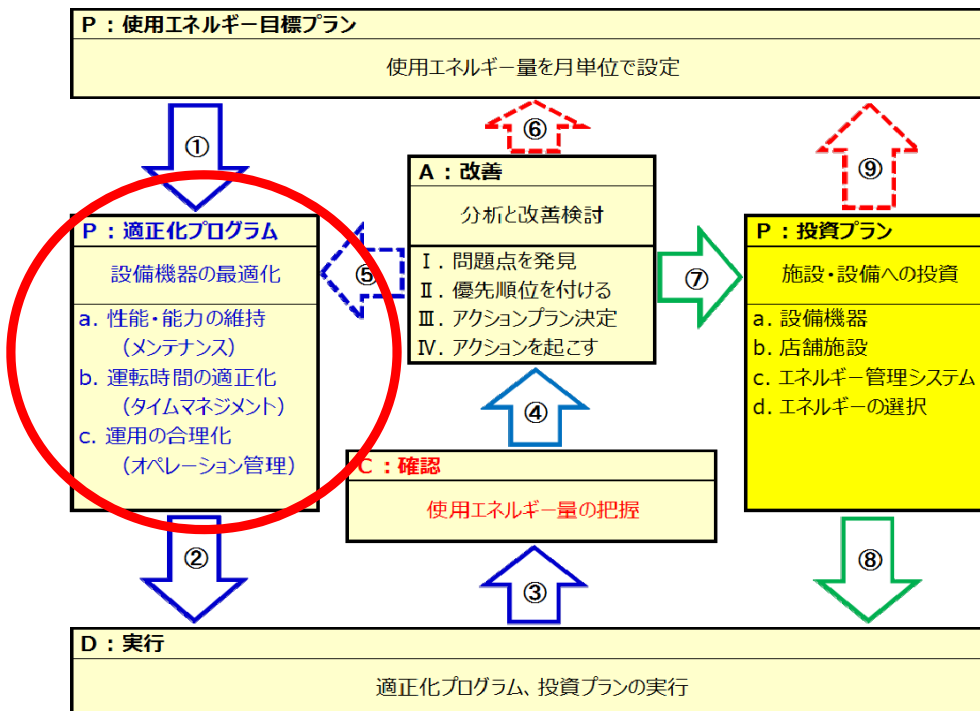 P：使用エネルギー目標プラン
使用エネルギー量を月単位で設定
①
⑥
⑨
A：改善
分析と改善検討
Ⅰ. 問題点を発見
Ⅱ. 優先順位を付ける
Ⅲ. アクションプラン決定
Ⅳ. アクションを起こす
P：適正化プログラム
設備機器の最適化
a. 性能・能力の維持
（メンテナンス）
b. 運転時間の適正化
（タイムマネジメント）
c. 運用の合理化
（オペレーション管理）
⑤
⑦
P：投資プラン
施設・設備への投資
a. 設備機器
b. 店舗施設
c. エネルギー管理システム
d. エネルギーの選択
④
C：確認
使用エネルギー量の把握
②
③
⑧
D：実行
適正化プログラム、投資プランの実行